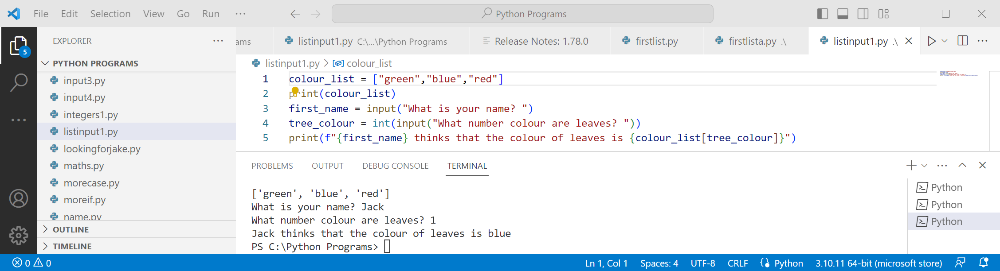 File Edit Selection View Go Run ··· Python Programs
EXPLORER ···
ams listinput1.py C:\...\Python Programs Release Notes: 1.78.0 firstlist.py firstlista.py .\ listinput1.py .\ ···
5
PYTHON PROGRAMS
input3.py
input4.py
integers1.py
listinput1.py
lookingforjake.py
maths.py
morecase.py
moreif.py
name.py
OUTLINE
TIMELINE
listinput1.py > colour_list
1 colour_list = ["green","blue","red"]
2 print(colour_list)
3 first_name = input("What is your name? ")
4 tree_colour = int(input("What number colour are leaves? "))
5 print(f"{first_name} thinks that the colour of leaves is {colour_list[tree_colour]}")
PROBLEMS OUTPUT DEBUG CONSOLE TERMINAL
['green', 'blue', 'red']
What is your name? Jack
What number colour are leaves? 1
Jack thinks that the colour of leaves is blue
PS C:\Python Programs>
Python
Python
Python
0 0 Ln 1, Col 1 Spaces: 4 UTF-8 CRLF Python 3.10.11 64-bit (microsoft store)